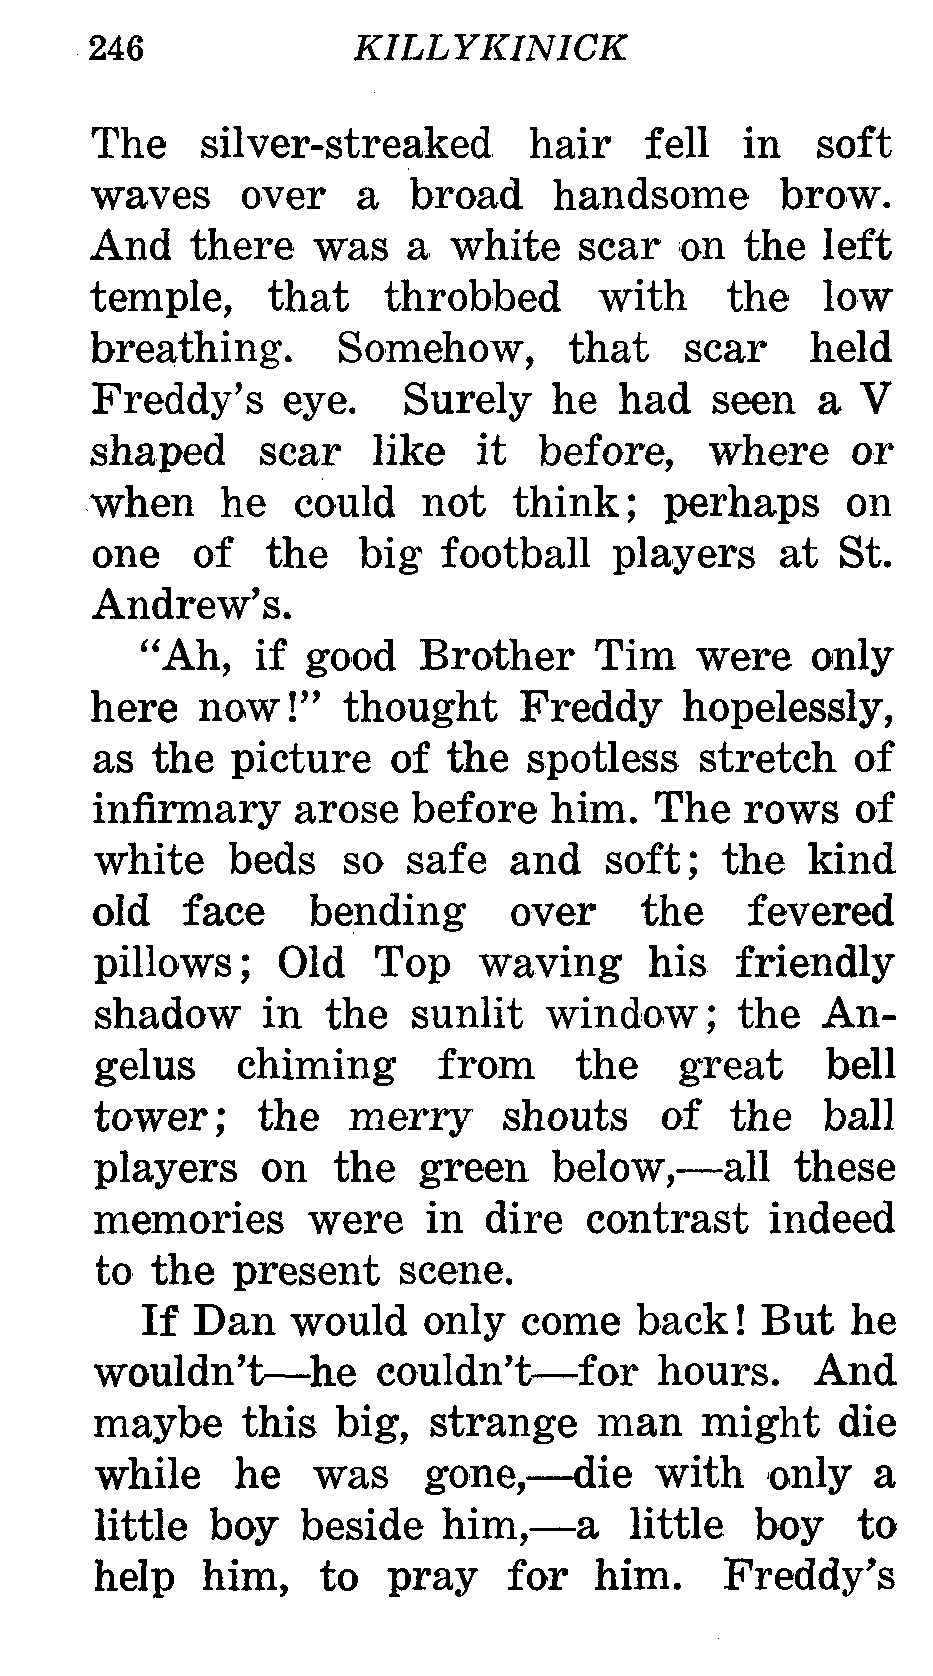 246 KILLYKINICK
The silver-streaked hair fell in soft
waves over a broad handsome brow.
And there was a white scar on the left
temple, that throbbed with the low
breathing. Somehow, that scar held
Freddy's eye. Surely he had seen a V
shaped scar like it before, where or
when he could not think; perhaps on
one of the big football players at St.
Andrew's.
"Ah, if good Brother Tim were only
here now!" thought Freddy hopelessly,
as the picture of the spotless stretch of
infirmary arose before him. The rows of
white beds so safe and soft; the kind
old face bending over the fevered
pillows; Old Top waving his friendly
shadow in the sunlit window; the An-
gelus chiming from the great bell
tower; the merry shouts of the ball
players on the green below,—all these
memories were in dire contrast indeed
to the present scene.
If Dan would only come back! But he
wouldn't—he couldn't—for hours. And
maybe this big, strange man might die
while he was gone,—die with only a
little boy beside him,—a little boy to
help him, to pray for him. Freddy's